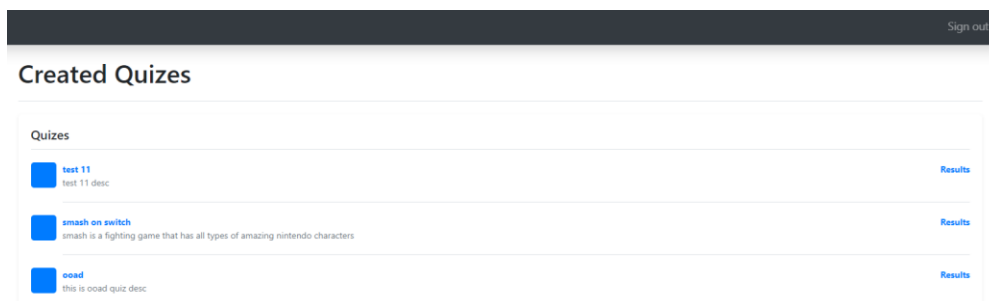 Sign out
Created Quizes
Quizes
test 11
Results
test 11 desc
smash on switch
Results
smash is a fighting game that has all types of amazing nintendo characters
ooad
Results
this is ooad quiz desc